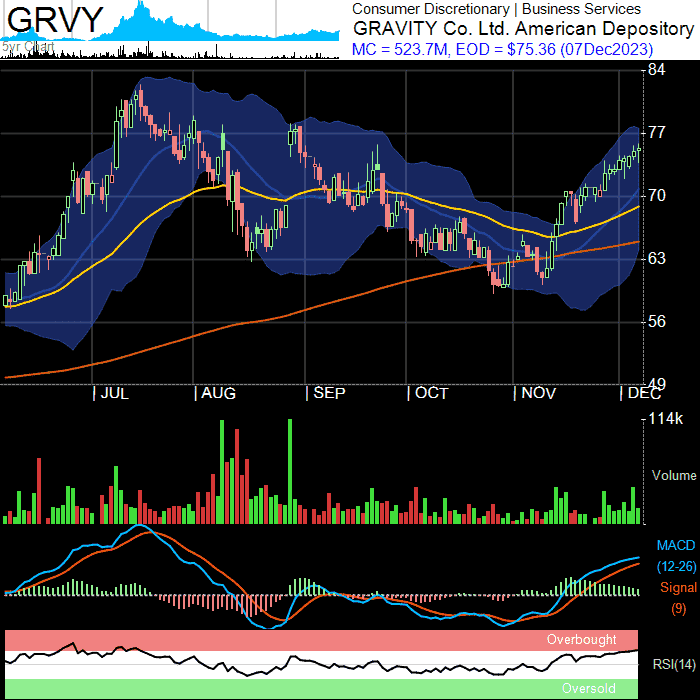 GRVY
5yr Chart
Consumer Discretionary | Business Services
GRAVITY Co. Ltd. American Depository
MC = 523.7M, EOD = $75.36 (07Dec2023)
84
77
70
63
56
49
JUL AUG SEP OCT NOV DEC
114k
Volume
MACD
(12-26)
Signal
(9)
Overbought
RSI(14)
Oversold